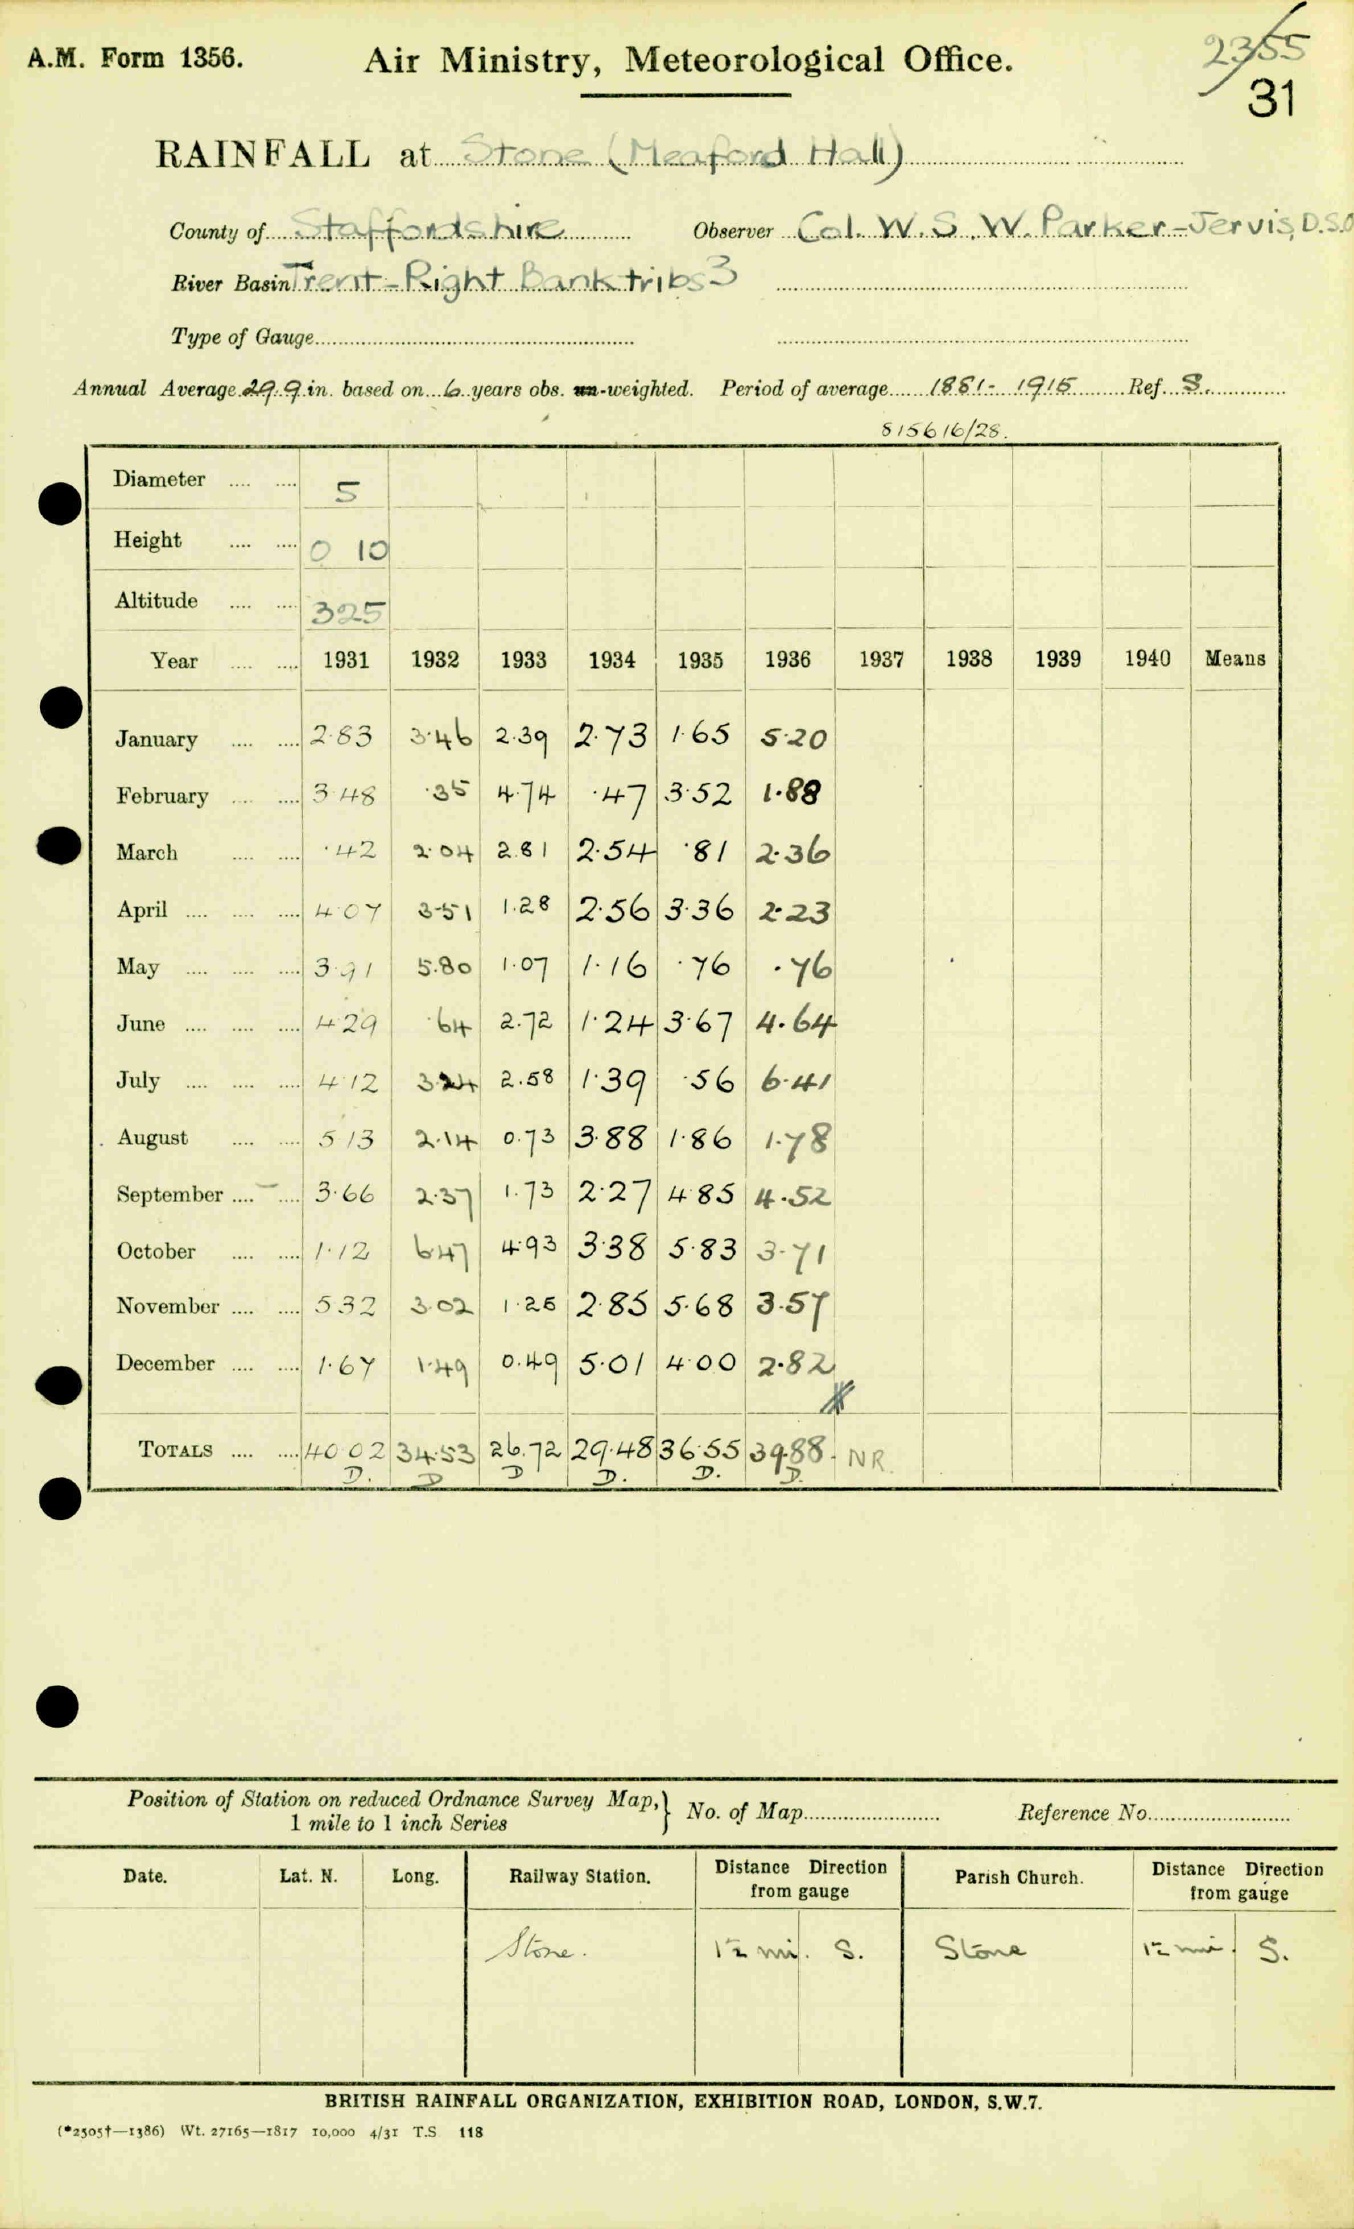 A.M. Form 1356.
Air Ministry, Meteorological Office.
2355
31
RAINFALL at Stone (Meaford Hall)
County of Staffordshire Observer Col. W. S. W. Parker-Jervis, D.S.O
River Basin Trent-Right Bank tribs 3
Type of Gauge
Annual Average 29.9 in. based on 6 years obs. un-weighted. Period of average 1881- 1915 Ref. S.
815616/28.
Diameter .... .... 5
Height .... .... 0 10
Altitude .... .... 325
Year .... .... 1931 1932 1933 1934 1935 1936 1937 1938 1939 1940 Means
January .... .... 2.83 3.46 2.39 2.73 1.65 5.20
February .... .... 3.48 .35 4.74 .47 3.52 1.88
March .... .... .42 2.04 2.81 2.54 .81 2.36
April .... .... .... 4.07 3.51 1.28 2.56 3.36 2.23
May .... .... .... 3.91 5.80 1.07 1.16 .76 .76
June .... .... .... 4.29 .64 2.72 1.24 3.67 4.64
July .... .... .... 4.12 3.24 2.58 1.39 .56 6.41
August .... .... 5.13 2.14 0.73 3.88 1.86 1.78
September .... .... 3.66 2.37 1.73 2.27 4.85 4.52
October .... .... 1.12 6.47 4.93 3.38 5.83 3.71
November .... .... 5.32 3.02 1.25 2.85 5.68 3.57
December .... .... 1.67 1.49 0.49 5.01 4.00 2.82
TOTALS .... .... 40.02 34.53 26.72 29.48 36.55 39.88. NR.
D. D D D. D. D.
Position of Station on reduced Ordnance Survey Map,} No. of Map Reference No.
1 mile to 1 inch Series
Date. Lat. N. Long. Railway Station. Distance Direction from gauge Parish Church. Distance Direction from gauge
Stone. 1½ mi. S. Stone 1½ mi. S.
BRITISH RAINFALL ORGANIZATION, EXHIBITION ROAD, LONDON, S.W.7.
(*2505†—1386) Wt. 27165—1817 10,000 4/31 T.S 118